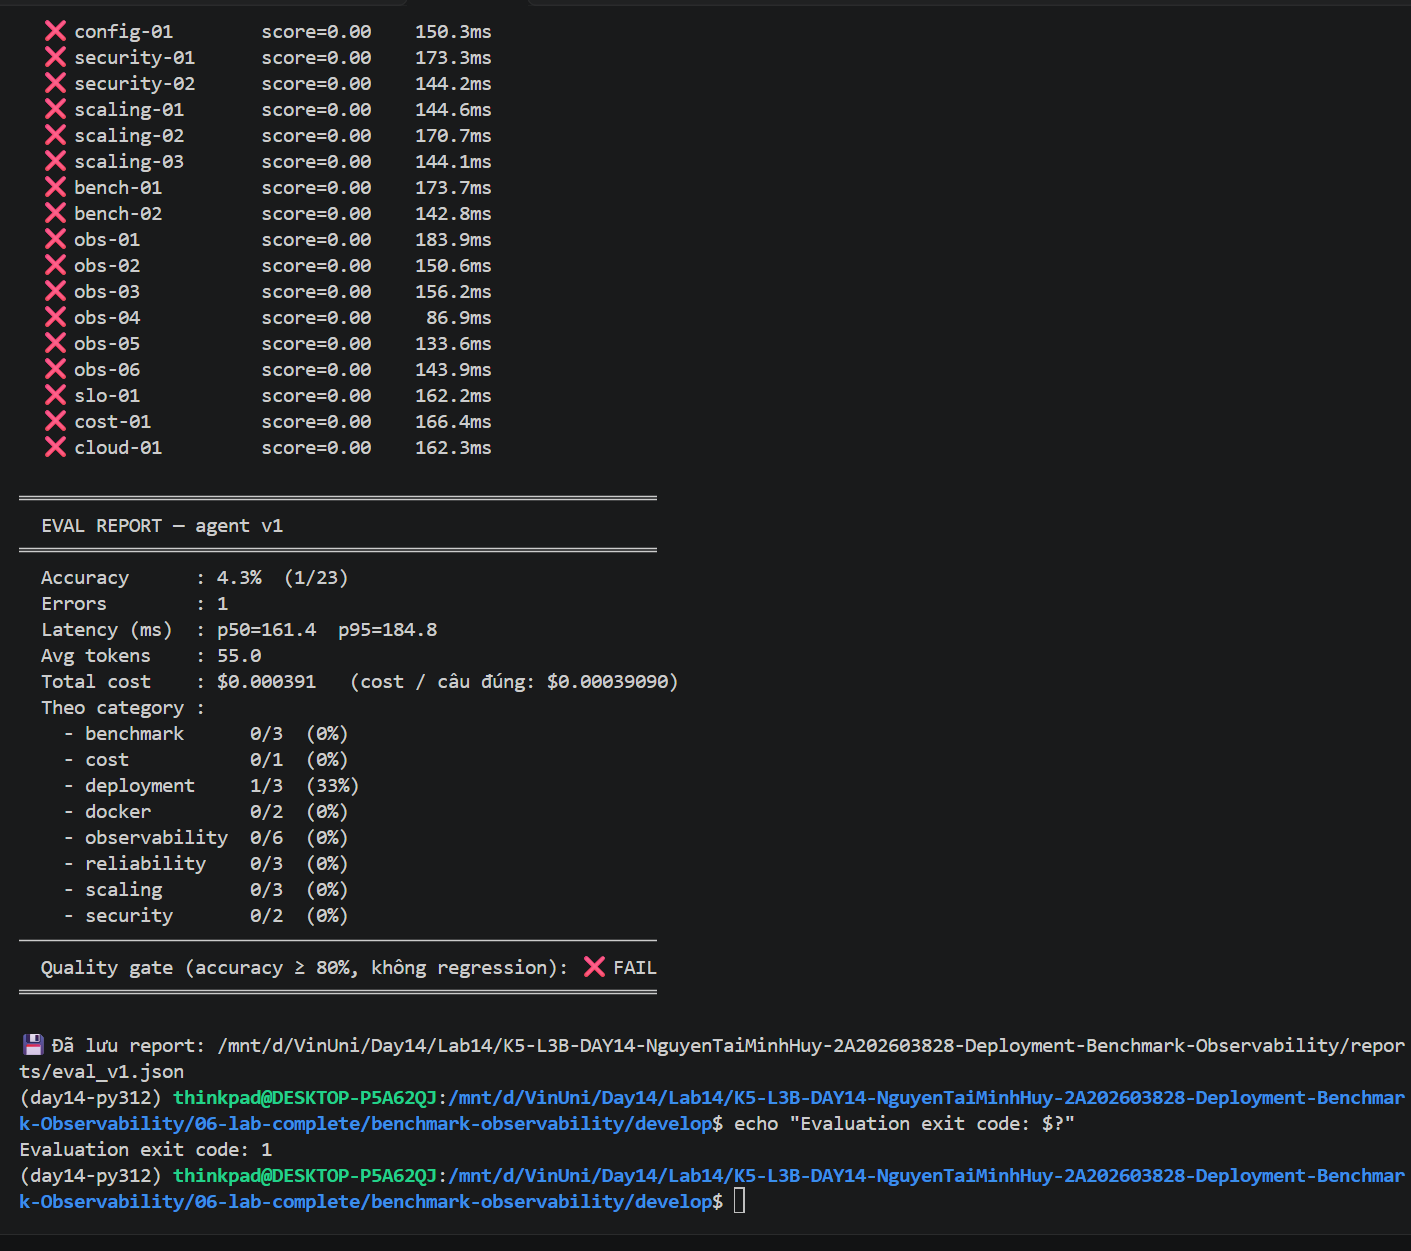 ❌ config-01 score=0.00 150.3ms
❌ security-01 score=0.00 173.3ms
❌ security-02 score=0.00 144.2ms
❌ scaling-01 score=0.00 144.6ms
❌ scaling-02 score=0.00 170.7ms
❌ scaling-03 score=0.00 144.1ms
❌ bench-01 score=0.00 173.7ms
❌ bench-02 score=0.00 142.8ms
❌ obs-01 score=0.00 183.9ms
❌ obs-02 score=0.00 150.6ms
❌ obs-03 score=0.00 156.2ms
❌ obs-04 score=0.00 86.9ms
❌ obs-05 score=0.00 133.6ms
❌ obs-06 score=0.00 143.9ms
❌ slo-01 score=0.00 162.2ms
❌ cost-01 score=0.00 166.4ms
❌ cloud-01 score=0.00 162.3ms
EVAL REPORT — agent v1
Accuracy : 4.3% (1/23)
Errors : 1
Latency (ms) : p50=161.4 p95=184.8
Avg tokens : 55.0
Total cost : $0.000391 (cost / câu đúng: $0.00039090)
Theo category :
- benchmark 0/3 (0%)
- cost 0/1 (0%)
- deployment 1/3 (33%)
- docker 0/2 (0%)
- observability 0/6 (0%)
- reliability 0/3 (0%)
- scaling 0/3 (0%)
- security 0/2 (0%)
Quality gate (accuracy ≥ 80%, không regression): ❌ FAIL
💾 Đã lưu report: /mnt/d/VinUni/Day14/Lab14/K5-L3B-DAY14-NguyenTaiMinhHuy-2A202603828-Deployment-Benchmark-Observability/repor
ts/eval_v1.json
(day14-py312) thinkpad@DESKTOP-P5A62QJ:/mnt/d/VinUni/Day14/Lab14/K5-L3B-DAY14-NguyenTaiMinhHuy-2A202603828-Deployment-Benchmar
k-Observability/06-lab-complete/benchmark-observability/develop$ echo "Evaluation exit code: $?"
Evaluation exit code: 1
(day14-py312) thinkpad@DESKTOP-P5A62QJ:/mnt/d/VinUni/Day14/Lab14/K5-L3B-DAY14-NguyenTaiMinhHuy-2A202603828-Deployment-Benchmar
k-Observability/06-lab-complete/benchmark-observability/develop$